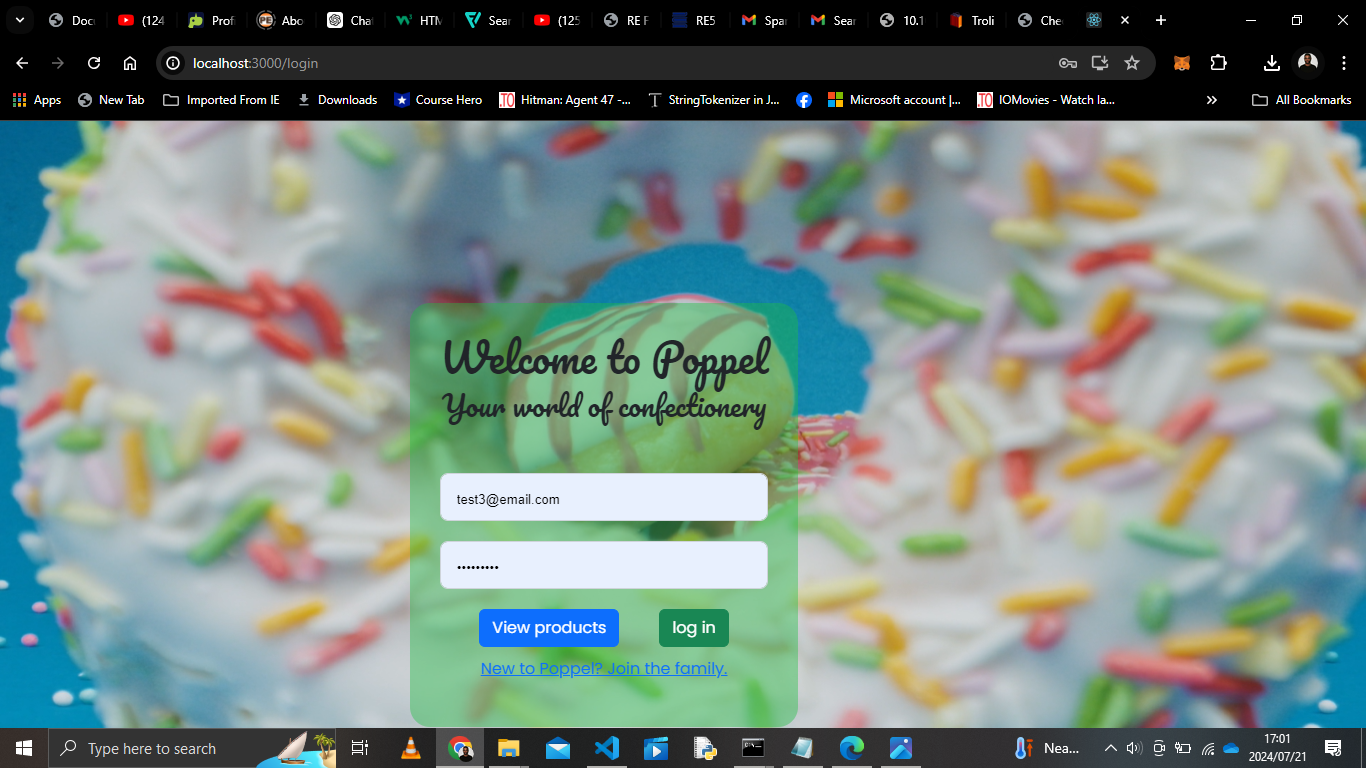 Doc
(124
Profi
Abo
Chat
HTM
Sear
(125
RE F
RE5
Spar
Sear
10.1
Troli
Che
localhost:3000/login
Apps
New Tab
Imported From IE
Downloads
Course Hero
Hitman: Agent 47 -...
StringTokenizer in J...
Microsoft account |...
IOMovies - Watch la...
All Bookmarks
Welcome to Poppel
Your world of confectionery
test3@email.com
View products
log in
New to Poppel? Join the family.
Type here to search
Nea...
17:01
2024/07/21